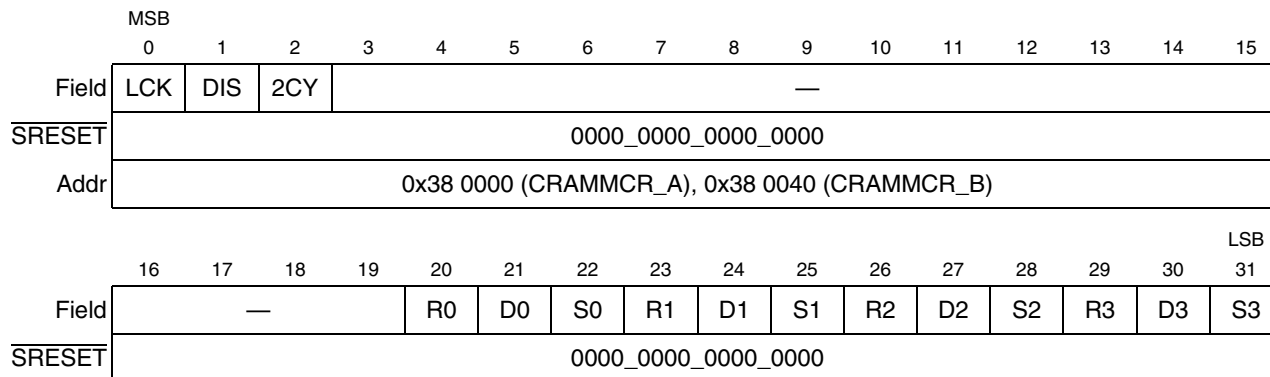 MSB
0 1 2 3 4 5 6 7 8 9 10 11 12 13 14 15
Field LCK DIS 2CY —
SRESET 0000_0000_0000_0000
Addr 0x38 0000 (CRAMMCR_A), 0x38 0040 (CRAMMCR_B)
LSB
16 17 18 19 20 21 22 23 24 25 26 27 28 29 30 31
Field — R0 D0 S0 R1 D1 S1 R2 D2 S2 R3 D3 S3
SRESET 0000_0000_0000_0000